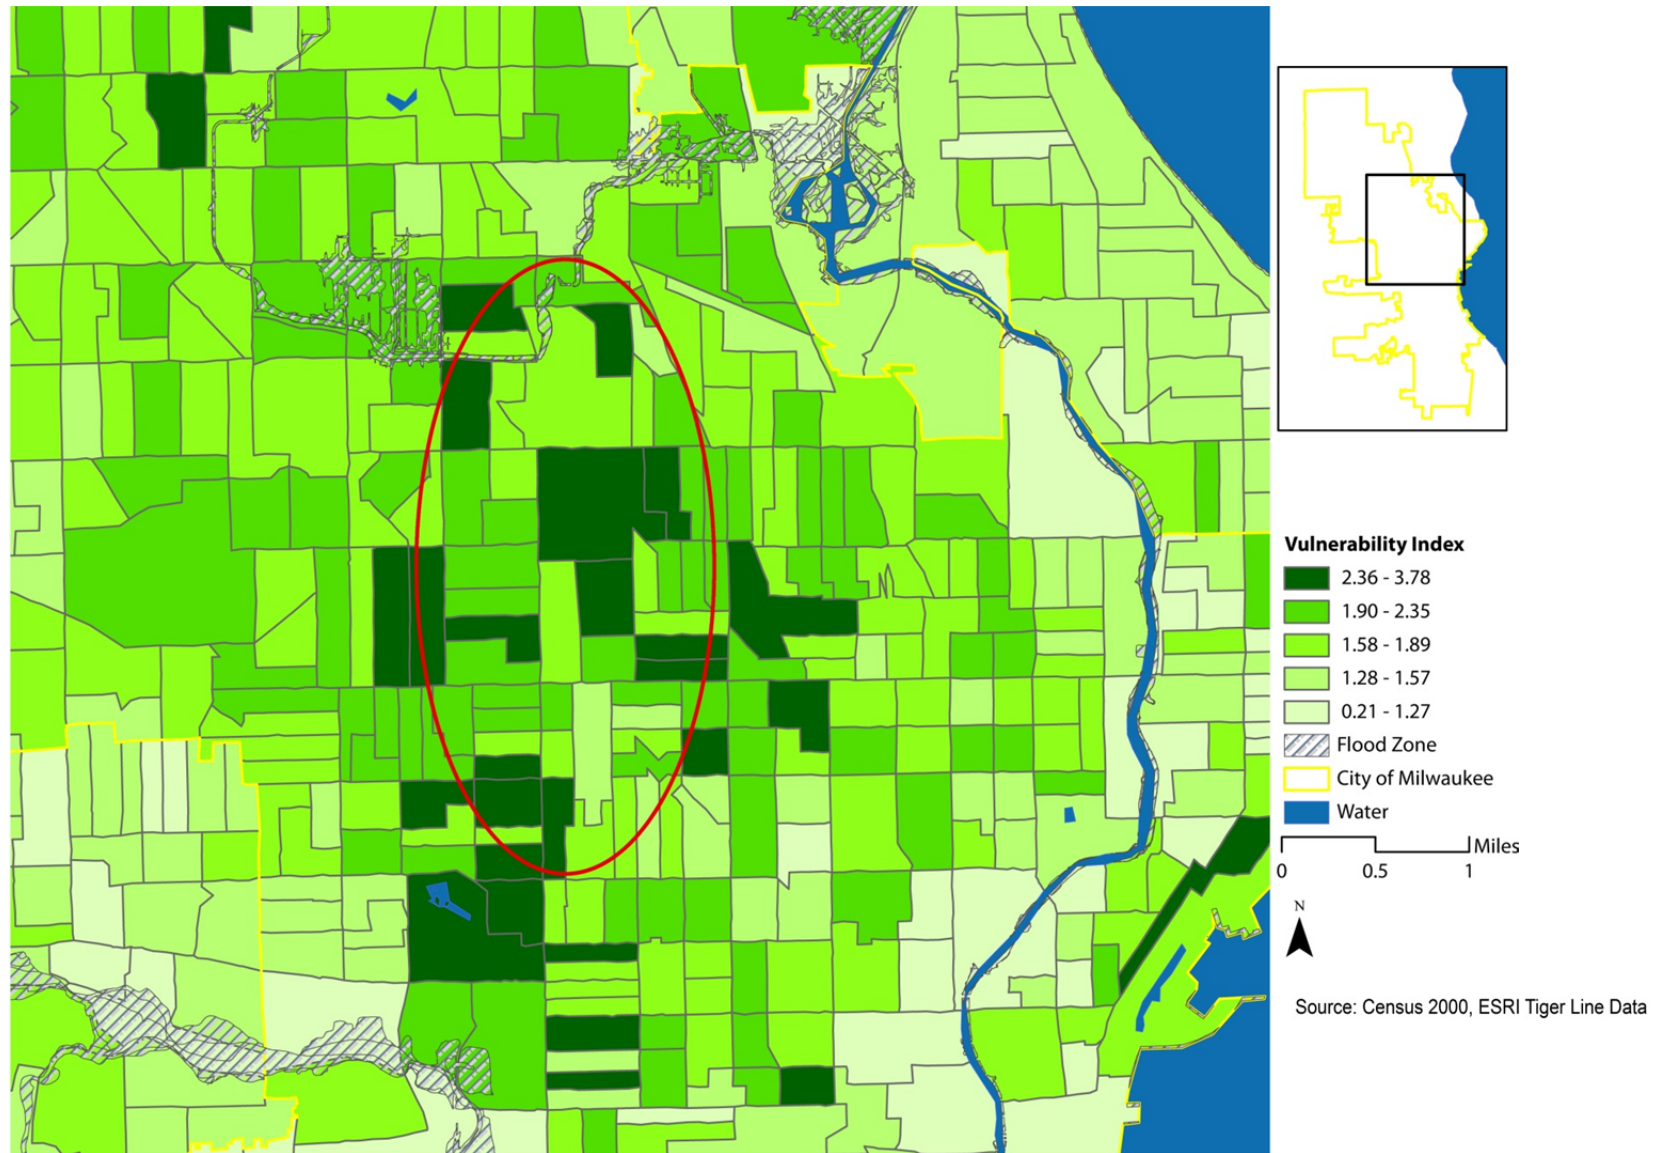 Vulnerability Index
2.36 - 3.78
1.90 - 2.35
1.58 - 1.89
1.28 - 1.57
0.21 - 1.27
Flood Zone
City of Milwaukee
Water
Miles
0 0.5 1
N
Source: Census 2000, ESRI Tiger Line Data